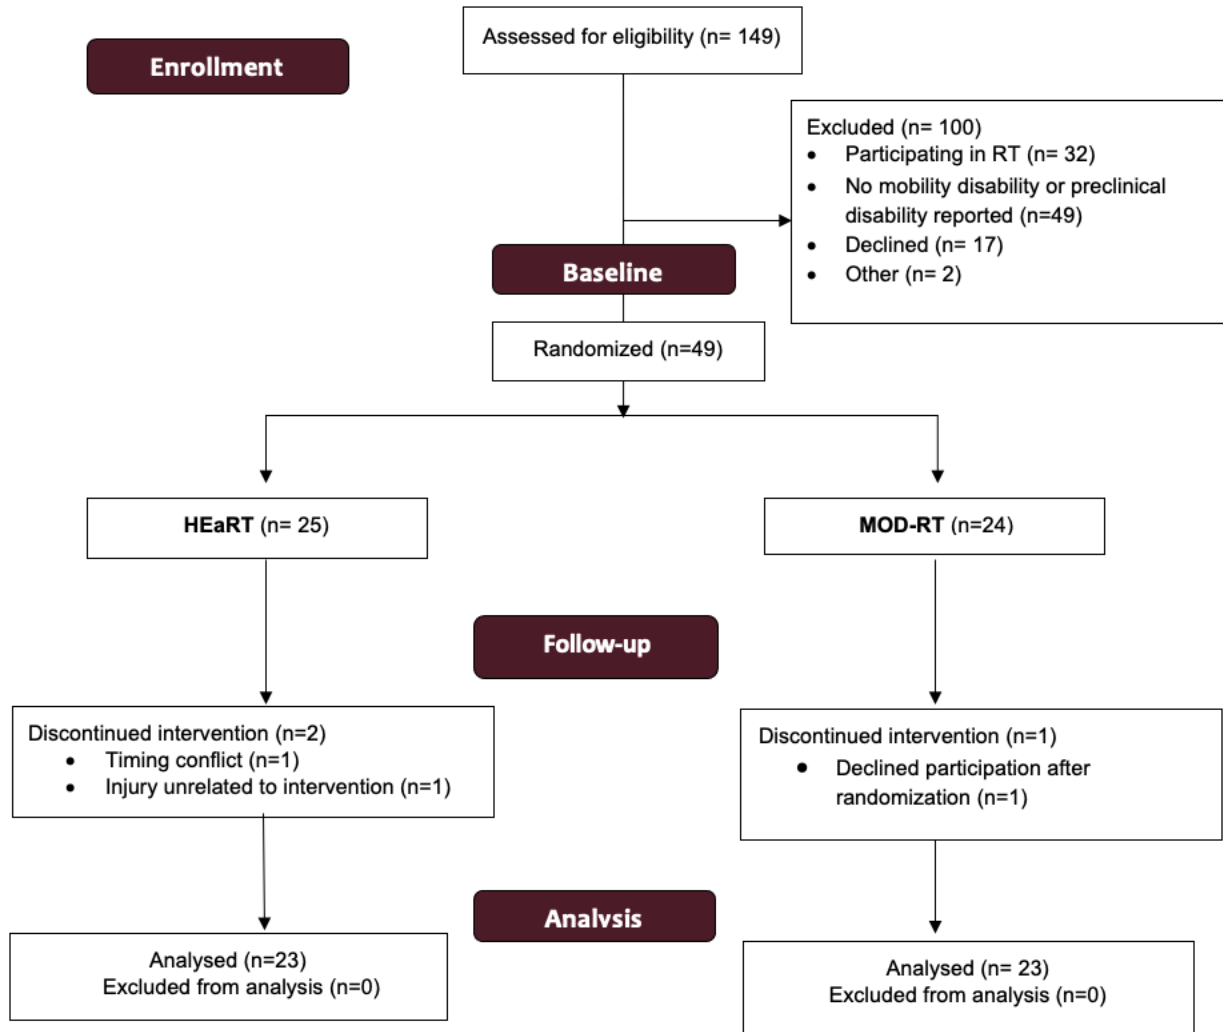 Assessed for eligibility (n= 149)
Enrollment
Excluded (n= 100)
• Participating in RT (n= 32)
• No mobility disability or preclinical
disability reported (n=49)
• Declined (n= 17)
• Other (n= 2)
Baseline
Randomized (n=49)
HEaRT (n= 25)
MOD-RT (n=24)
Follow-up
Discontinued intervention (n=2)
• Timing conflict (n=1)
• Injury unrelated to intervention (n=1)
Discontinued intervention (n=1)
• Declined participation after
randomization (n=1)
Analysis
Analysed (n=23)
Excluded from analysis (n=0)
Analysed (n= 23)
Excluded from analysis (n=0)